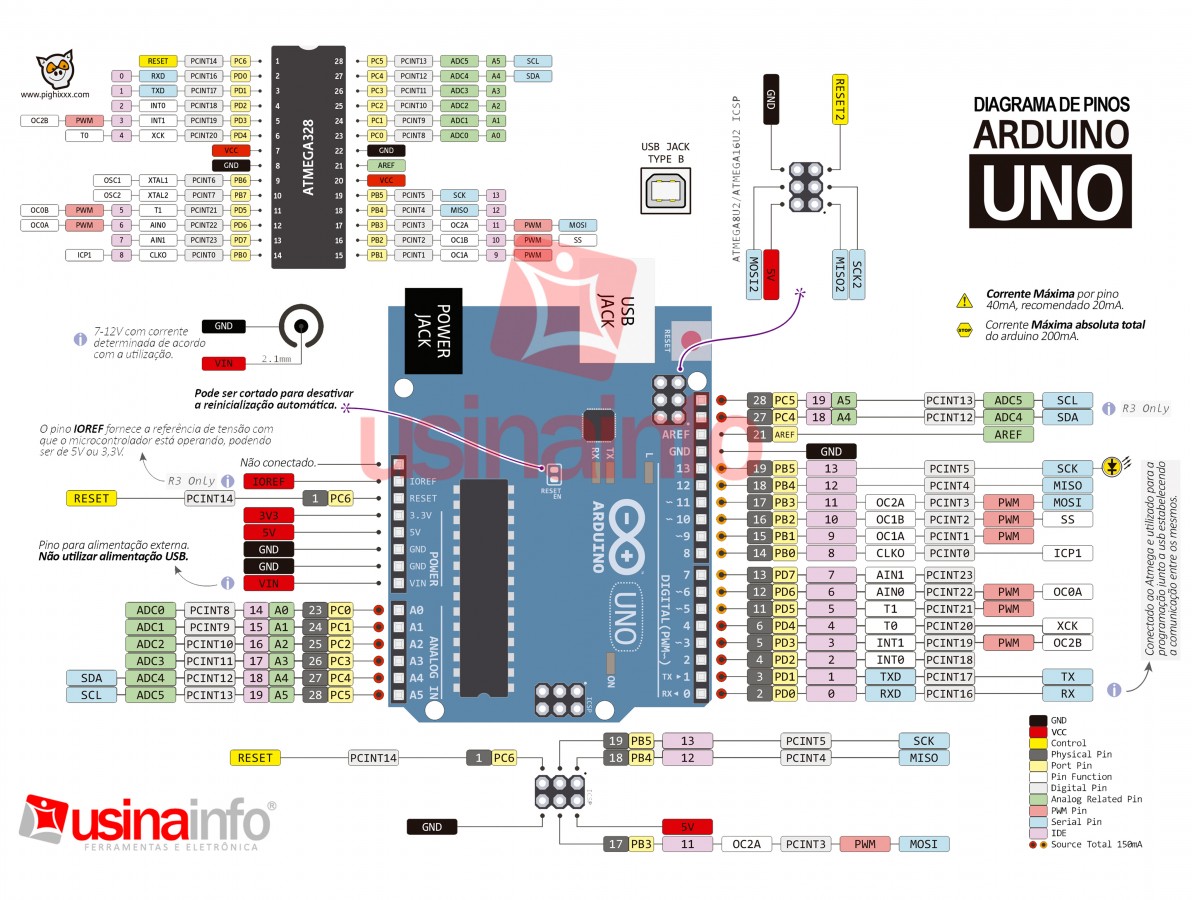 www.pighixxx.com
RESET PCINT14 PC6 1 28 PC5 PCINT13 ADC5 A5 SCL
0 RXD PCINT16 PD0 2 27 PC4 PCINT12 ADC4 A4 SDA
1 TXD PCINT17 PD1 3 26 PC3 PCINT11 ADC3 A3
2 INT0 PCINT18 PD2 4 25 PC2 PCINT10 ADC2 A2
OC2B PWM 3 INT1 PCINT19 PD3 5 24 PC1 PCINT9 ADC1 A1
T0 4 XCK PCINT20 PD4 6 23 PC0 PCINT8 ADC0 A0
VCC 7 22 GND
GND 8 21 AREF
OSC1 XTAL1 PCINT6 PB6 9 20 VCC
OSC2 XTAL2 PCINT7 PB7 10 19 PB5 PCINT5 SCK 13
OC0B PWM 5 T1 PCINT21 PD5 11 18 PB4 PCINT4 MISO 12
OC0A PWM 6 AIN0 PCINT22 PD6 12 17 PB3 PCINT3 OC2A 11 PWM MOSI
7 AIN1 PCINT23 PD7 13 16 PB2 PCINT2 OC1B 10 PWM SS
ICP1 8 CLKO PCINT0 PB0 14 15 PB1 PCINT1 OC1A 9 PWM
ATMEGA328
USB JACK
TYPE B
ATMEGA8U2/ATMEGA16U2 ICSP
GND
RESET2
MOSI2
5V
MISO2
SCK2
DIAGRAMA DE PINOS
ARDUINO
UNO
Corrente Máxima por pino
40mA, recomendado 20mA.
STOP
Corrente Máxima absoluta total
do arduino 200mA.
7-12V com corrente
determinada de acordo
com a utilização.
GND
VIN
2.1mm
POWER
JACK
USB
JACK
RESET
Pode ser cortado para desativar
a reinicialização automática.
O pino IOREF fornece a referência de tensão com
que o microcontrolador está operando, podendo
ser de 5V ou 3,3V.
usinainfo
Não conectado.
R3 Only i IOREF
RESET PCINT14 1 PC6
3V3
5V
GND
GND
VIN
Pino para alimentação externa.
Não utilizar alimentação USB.
ADC0 PCINT8 14 A0 23 PC0
ADC1 PCINT9 15 A1 24 PC1
ADC2 PCINT10 16 A2 25 PC2
ADC3 PCINT11 17 A3 26 PC3
SDA ADC4 PCINT12 18 A4 27 PC4
SCL ADC5 PCINT13 19 A5 28 PC5
IOREF
RESET
3.3V
5V
GND
GND
VIN
POWER
A0
A1
A2
A3
A4
A5
ANALOG IN
RX
TX
L
RESET
EN
ARDUINO
UNO
ON
ICSP
DIGITAL(PWM~)
AREF
GND
13
12
~11
~10
~9
8
7
~6
~5
4
~3
2
TX►1
RX◄0
28 PC5 19 A5 PCINT13 ADC5 SCL
27 PC4 18 A4 PCINT12 ADC4 SDA
i R3 Only
21 AREF AREF
GND
19 PB5 13 PCINT5 SCK
18 PB4 12 PCINT4 MISO
17 PB3 11 OC2A PCINT3 PWM MOSI
16 PB2 10 OC1B PCINT2 PWM SS
15 PB1 9 OC1A PCINT1 PWM
14 PB0 8 CLKO PCINT0 ICP1
13 PD7 7 AIN1 PCINT23
12 PD6 6 AIN0 PCINT22 PWM OC0A
11 PD5 5 T1 PCINT21 PWM
6 PD4 4 T0 PCINT20 XCK
5 PD3 3 INT1 PCINT19 PWM OC2B
4 PD2 2 INT0 PCINT18
3 PD1 1 TXD PCINT17 TX
2 PD0 0 RXD PCINT16 RX
Conectado ao Atmega e utilizado para a
programação junto a usb estabelecendo
a comunicação entre os mesmos.
19 PB5 13 PCINT5 SCK
18 PB4 12 PCINT4 MISO
RESET PCINT14 1 PC6
ICSP
GND
5V
17 PB3 11 OC2A PCINT3 PWM MOSI
GND
VCC
Control
Physical Pin
Port Pin
Pin Function
Digital Pin
Analog Related Pin
PWM Pin
Serial Pin
IDE
Source Total 150mA
usinainfo®
FERRAMENTAS E ELETRÔNICA